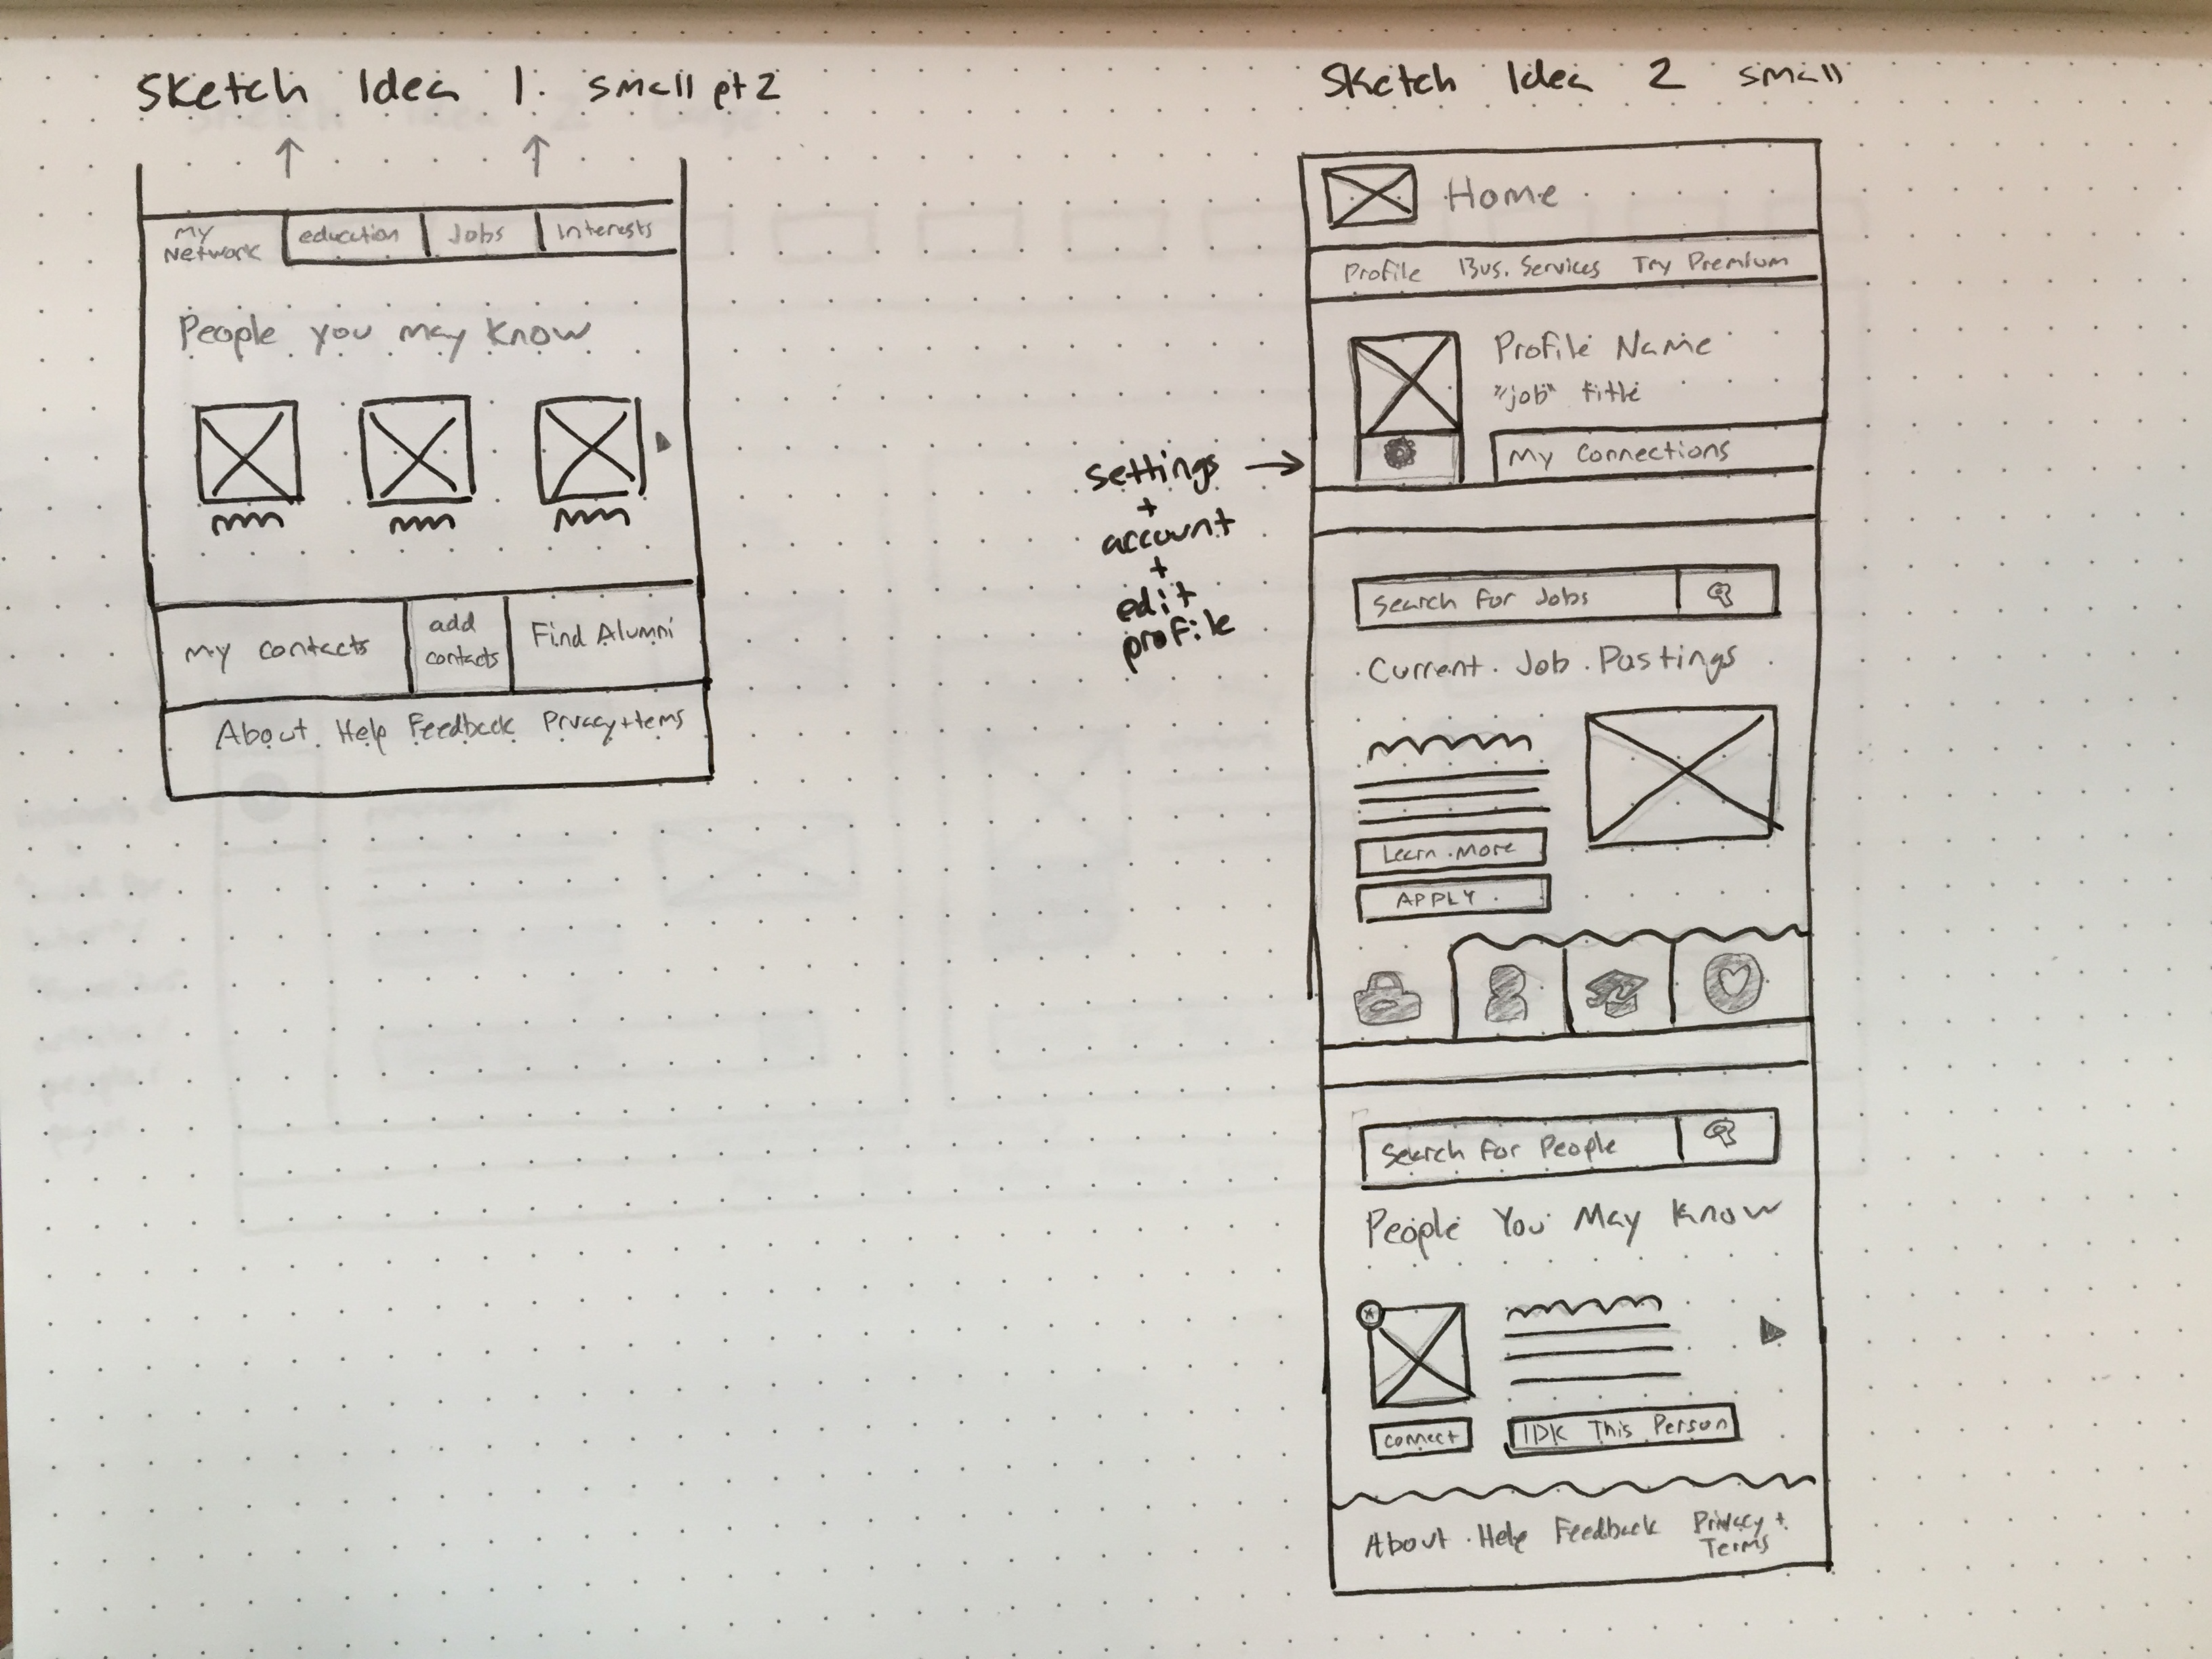 Sketch Idea 1. small pt 2
My Network
education
Jobs
Interests
People you may know
My contacts
add contacts
Find Alumni
About Help Feedback Privacy + tems
Sketch Idea 2 small
Home
Profile Bus. Services Try Premium
Profile Name
"job" title
My Connections
settings
+
account
+
edit
profile
Search For Jobs
Current Job Postings
Learn More
APPLY
Search For People
People You May Know
connect
IDK This Person
About Help Feedback Privacy +
Terms